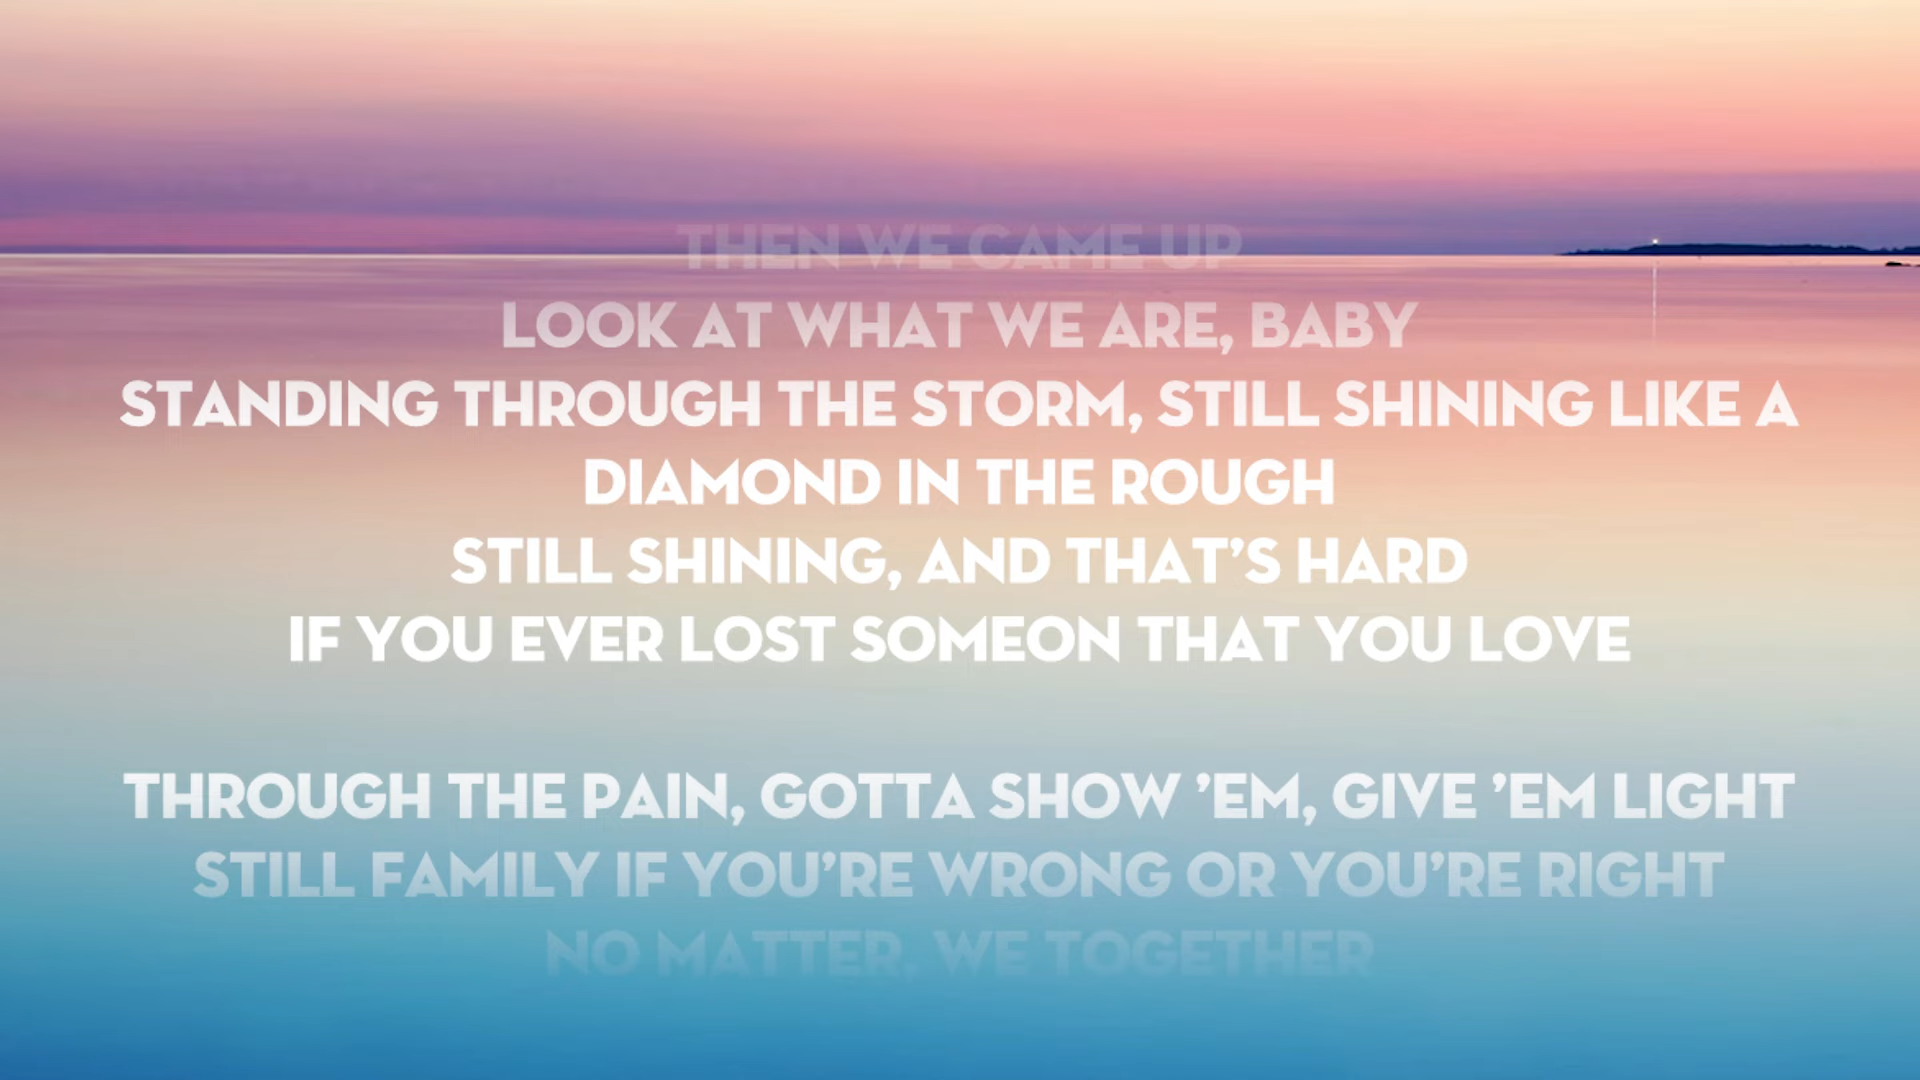 THEN WE CAME UP
LOOK AT WHAT WE ARE, BABY
STANDING THROUGH THE STORM, STILL SHINING LIKE A
DIAMOND IN THE ROUGH
STILL SHINING, AND THAT’S HARD
IF YOU EVER LOST SOMEON THAT YOU LOVE
THROUGH THE PAIN, GOTTA SHOW ’EM, GIVE ’EM LIGHT
STILL FAMILY IF YOU’RE WRONG OR YOU’RE RIGHT
NO MATTER, WE TOGETHER